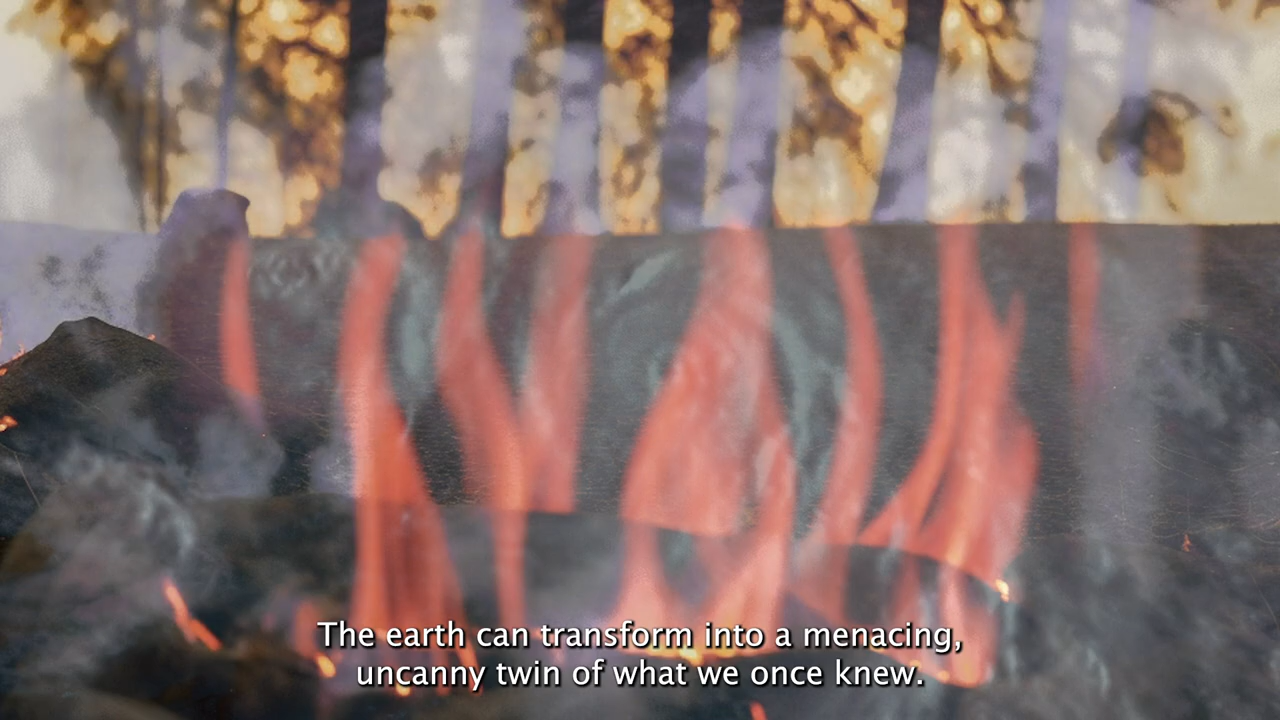 The earth can transform into a menacing,
uncanny twin of what we once knew.